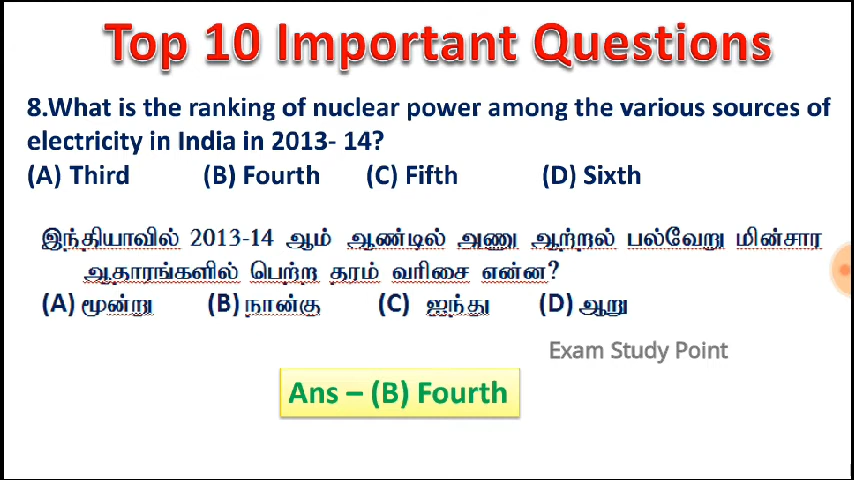 Top 10 Important Questions
8.What is the ranking of nuclear power among the various sources of
electricity in India in 2013- 14?
(A) Third (B) Fourth (C) Fifth (D) Sixth
இந்தியாவில் 2013-14 ஆம் ஆண்டில் அணு ஆற்றல் பல்வேறு மின்சார
ஆதாரங்களில் பெற்ற தரம் வரிசை என்ன?
(A) மூன்று (B) நான்கு (C) ஐந்து (D) ஆறு
Exam Study Point
Ans – (B) Fourth